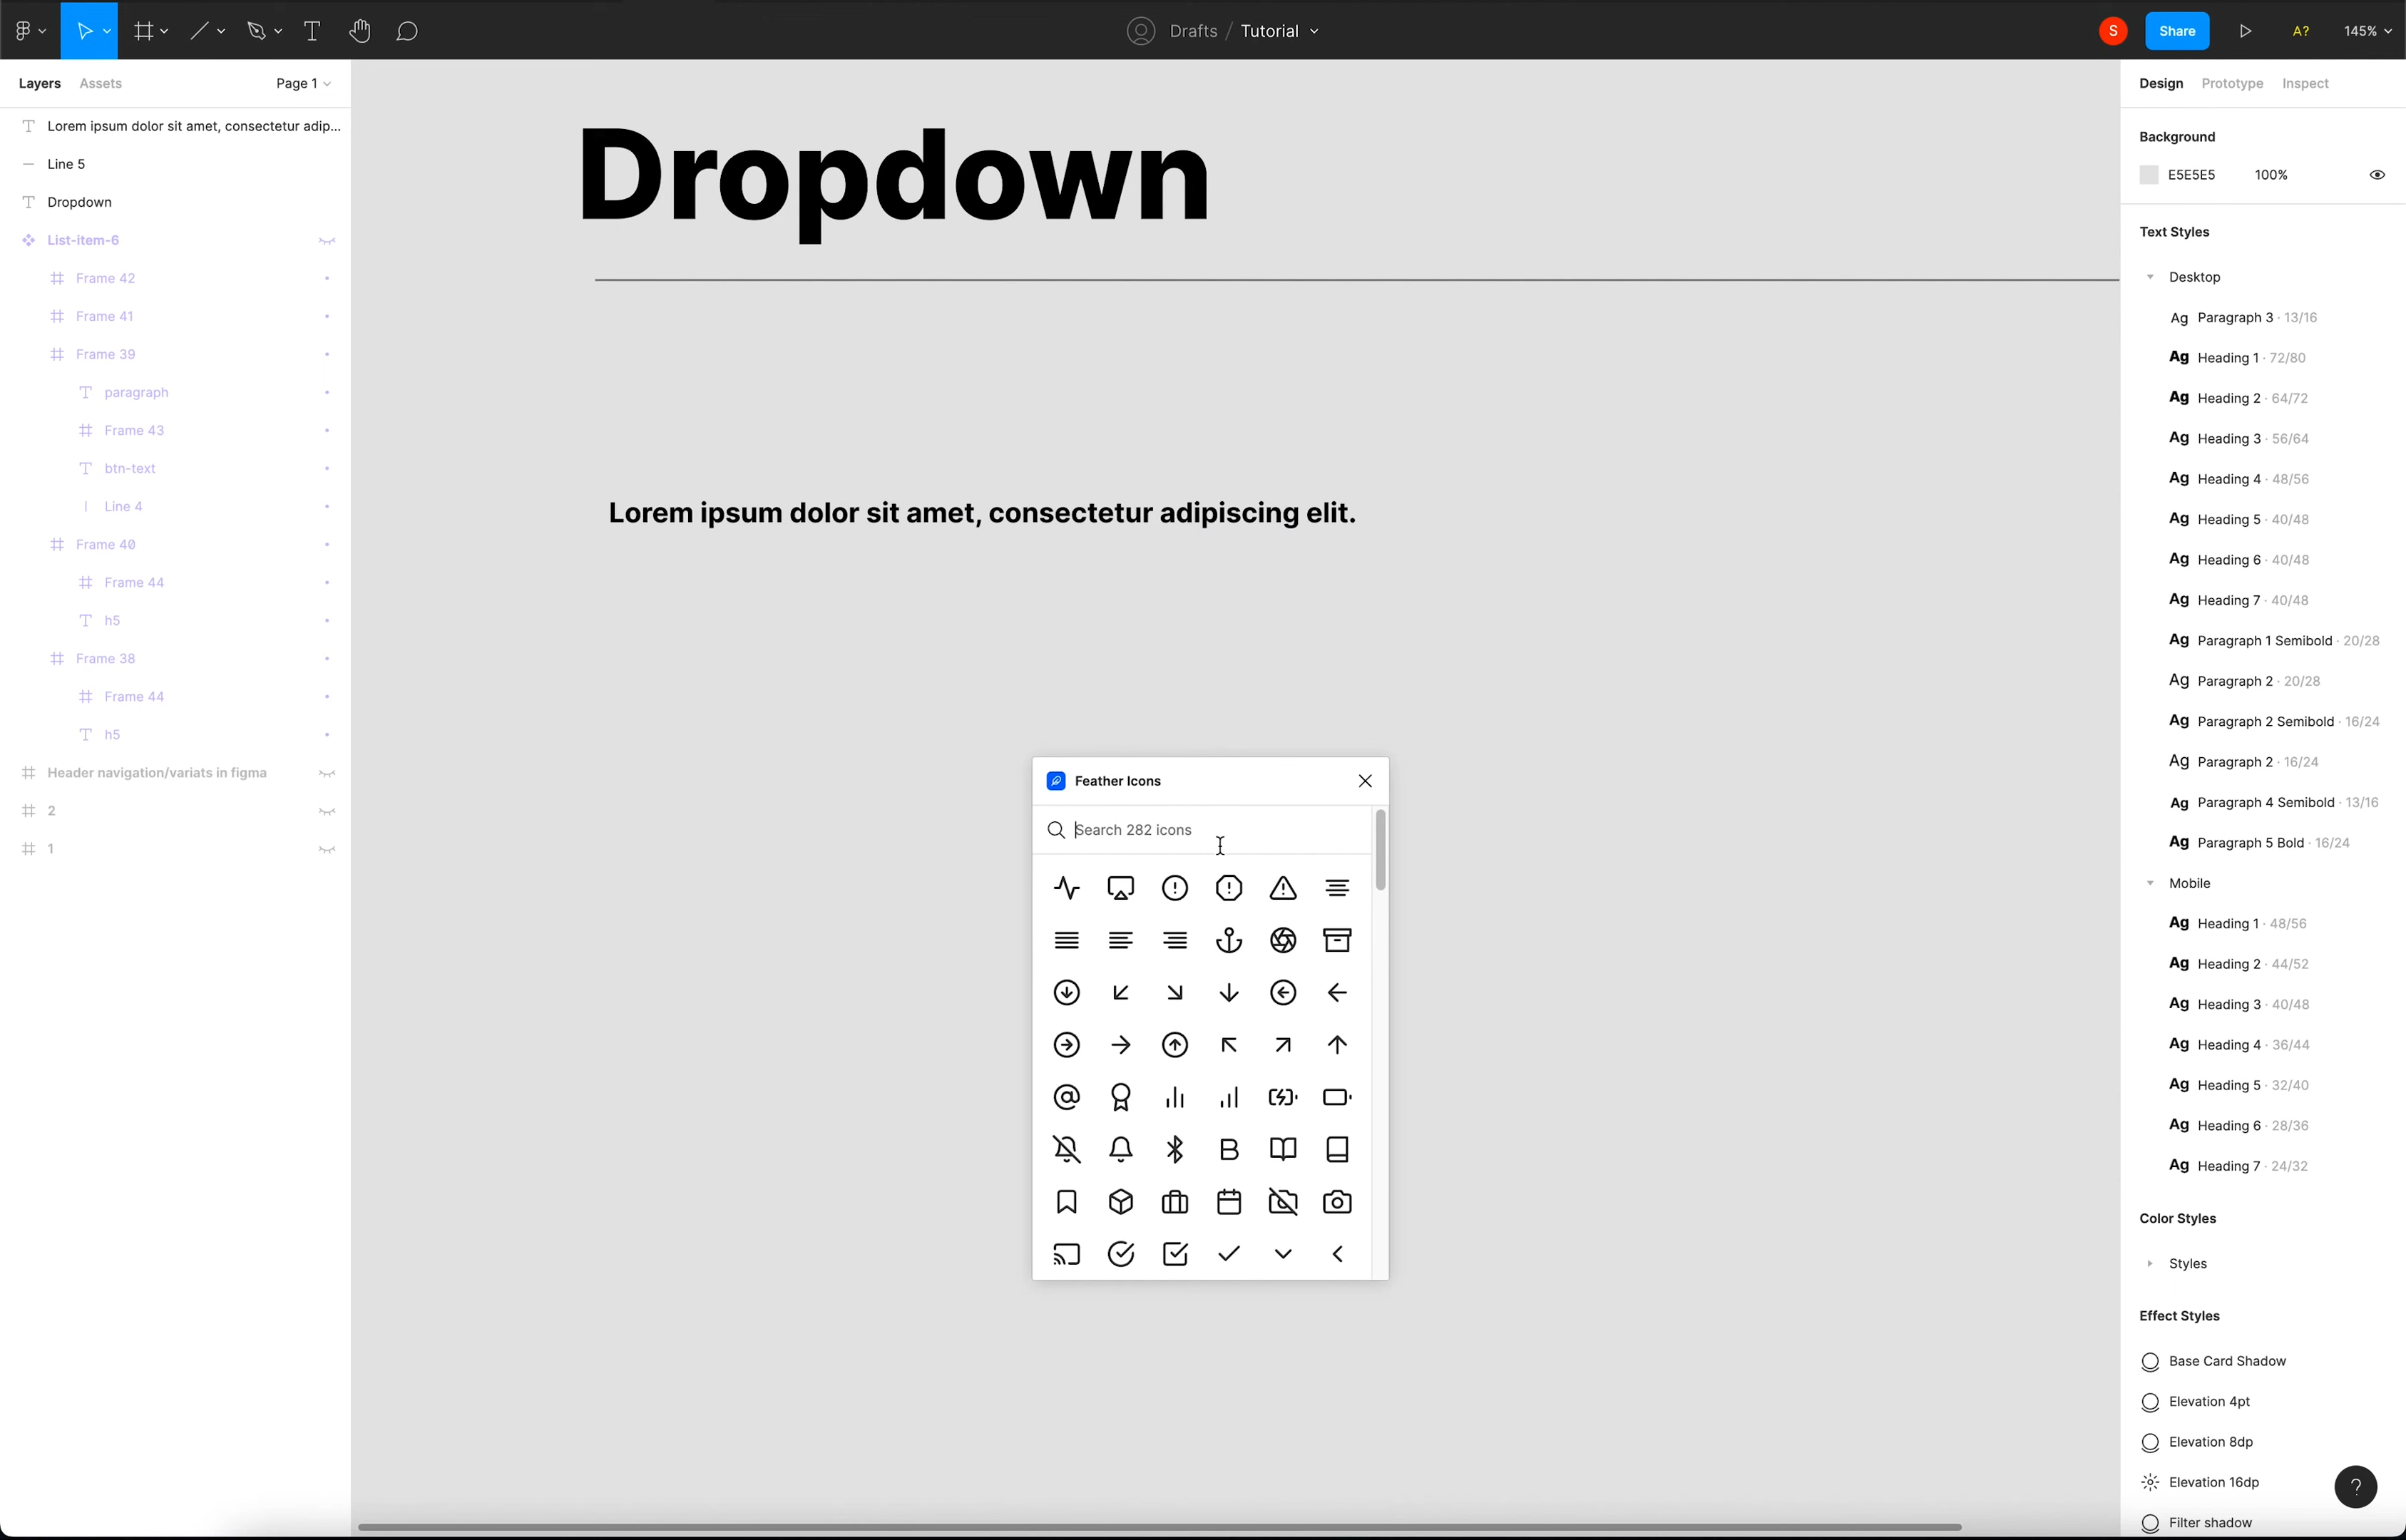 Drafts / Tutorial
S
Share
A?
145%
Layers
Assets
Page 1
Lorem ipsum dolor sit amet, consectetur adip...
Line 5
Dropdown
List-item-6
Frame 42
Frame 41
Frame 39
paragraph
Frame 43
btn-text
Line 4
Frame 40
Frame 44
h5
Frame 38
Frame 44
h5
Header navigation/variats in figma
2
1
Dropdown
Lorem ipsum dolor sit amet, consectetur adipiscing elit.
Feather Icons
Search 282 icons
Design
Prototype
Inspect
Background
E5E5E5 100%
Text Styles
Desktop
Ag Paragraph 3 · 13/16
Ag Heading 1 · 72/80
Ag Heading 2 · 64/72
Ag Heading 3 · 56/64
Ag Heading 4 · 48/56
Ag Heading 5 · 40/48
Ag Heading 6 · 40/48
Ag Heading 7 · 40/48
Ag Paragraph 1 Semibold · 20/28
Ag Paragraph 2 · 20/28
Ag Paragraph 2 Semibold · 16/24
Ag Paragraph 2 · 16/24
Ag Paragraph 4 Semibold · 13/16
Ag Paragraph 5 Bold · 16/24
Mobile
Ag Heading 1 · 48/56
Ag Heading 2 · 44/52
Ag Heading 3 · 40/48
Ag Heading 4 · 36/44
Ag Heading 5 · 32/40
Ag Heading 6 · 28/36
Ag Heading 7 · 24/32
Color Styles
Styles
Effect Styles
Base Card Shadow
Elevation 4pt
Elevation 8dp
Elevation 16dp
?
Filter shadow